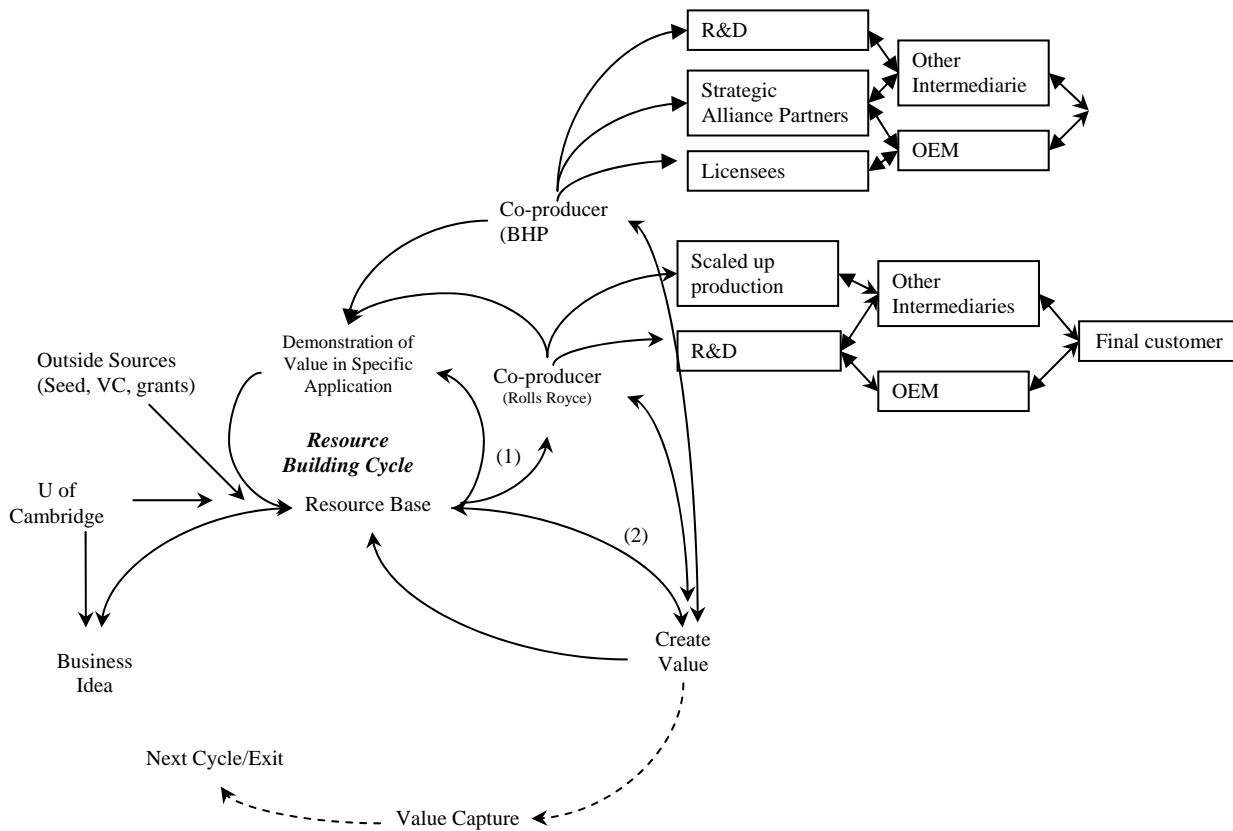 R&D
Other
Intermediarie
Strategic
Alliance Partners
OEM
Licensees
Co-producer
(BHP
Scaled up
production
Other
Intermediaries
Final customer
R&D
OEM
Demonstration of
Value in Specific
Application
Co-producer
(Rolls Royce)
Outside Sources
(Seed, VC, grants)
Resource
Building Cycle
(1)
U of
Cambridge
Resource Base
(2)
Create
Value
Business
Idea
Next Cycle/Exit
Value Capture